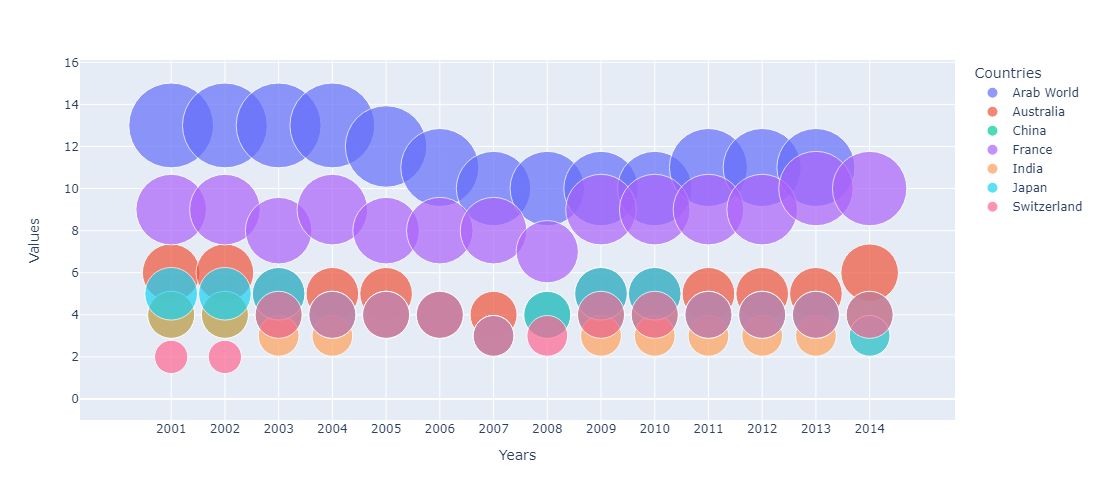 Countries
Arab World
Australia
China
France
India
Japan
Switzerland
Values
16
14
12
10
8
6
4
2
0
2001 2002 2003 2004 2005 2006 2007 2008 2009 2010 2011 2012 2013 2014
Years